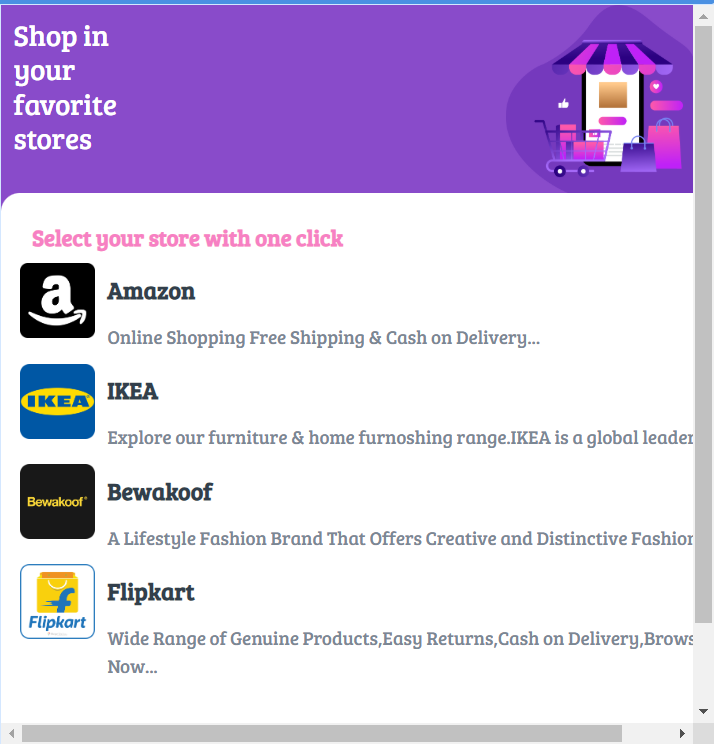 Shop in
your
favorite
stores
Select your store with one click
a
Amazon
Online Shopping Free Shipping & Cash on Delivery...
IKEA
IKEA
Explore our furniture & home furnoshing range.IKEA is a global leader
Bewakoof®
Bewakoof
A Lifestyle Fashion Brand That Offers Creative and Distinctive Fashion
Flipkart
Flipkart
Wide Range of Genuine Products,Easy Returns,Cash on Delivery,Brows
Now...